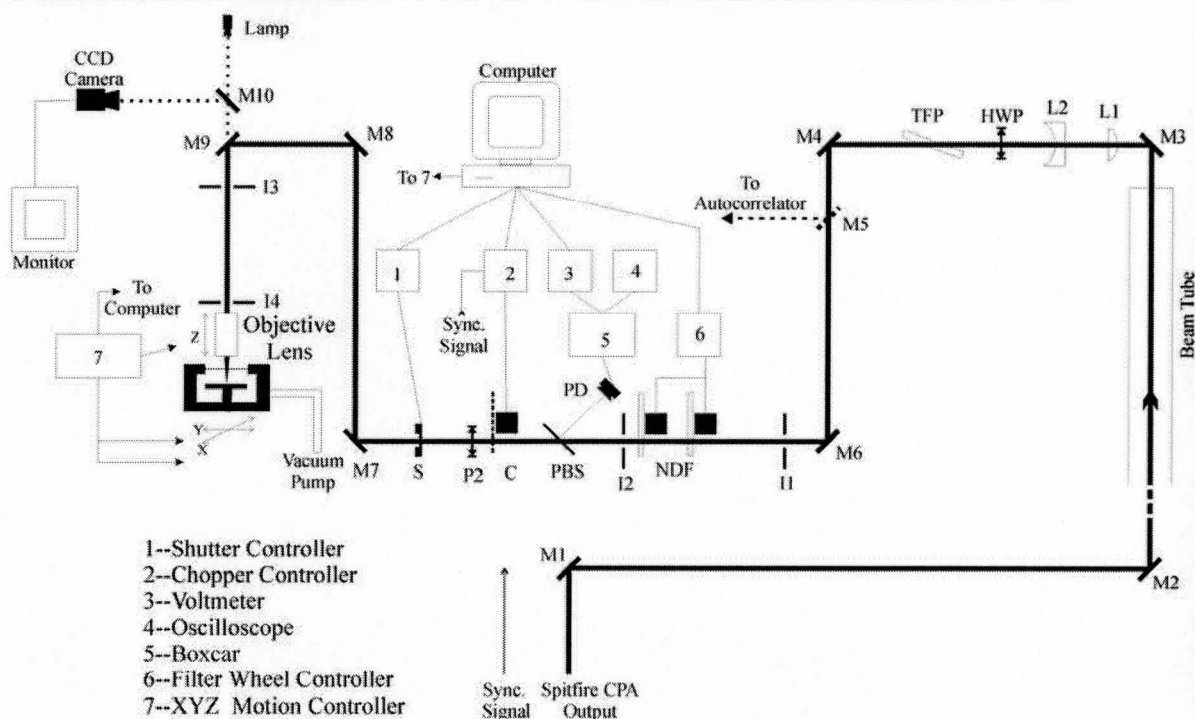 Lamp
CCD
Camera
M10
Computer
M9
M8
M4
TFP
HWP
L2
L1
M3
To 7
I3
To
Autocorrelator
M5
Monitor
1
2
3
4
To
Computer
I4
Z
Objective
Lens
Sync.
Signal
5
6
Beam Tube
7
PD
Y
X
Vacuum
Pump
M7
S
P2
C
PBS
I2
NDF
I1
M6
1--Shutter Controller
2--Chopper Controller
3--Voltmeter
4--Oscilloscope
5--Boxcar
6--Filter Wheel Controller
7--XYZ Motion Controller
M1
M2
Sync.
Signal
Spitfire CPA
Output